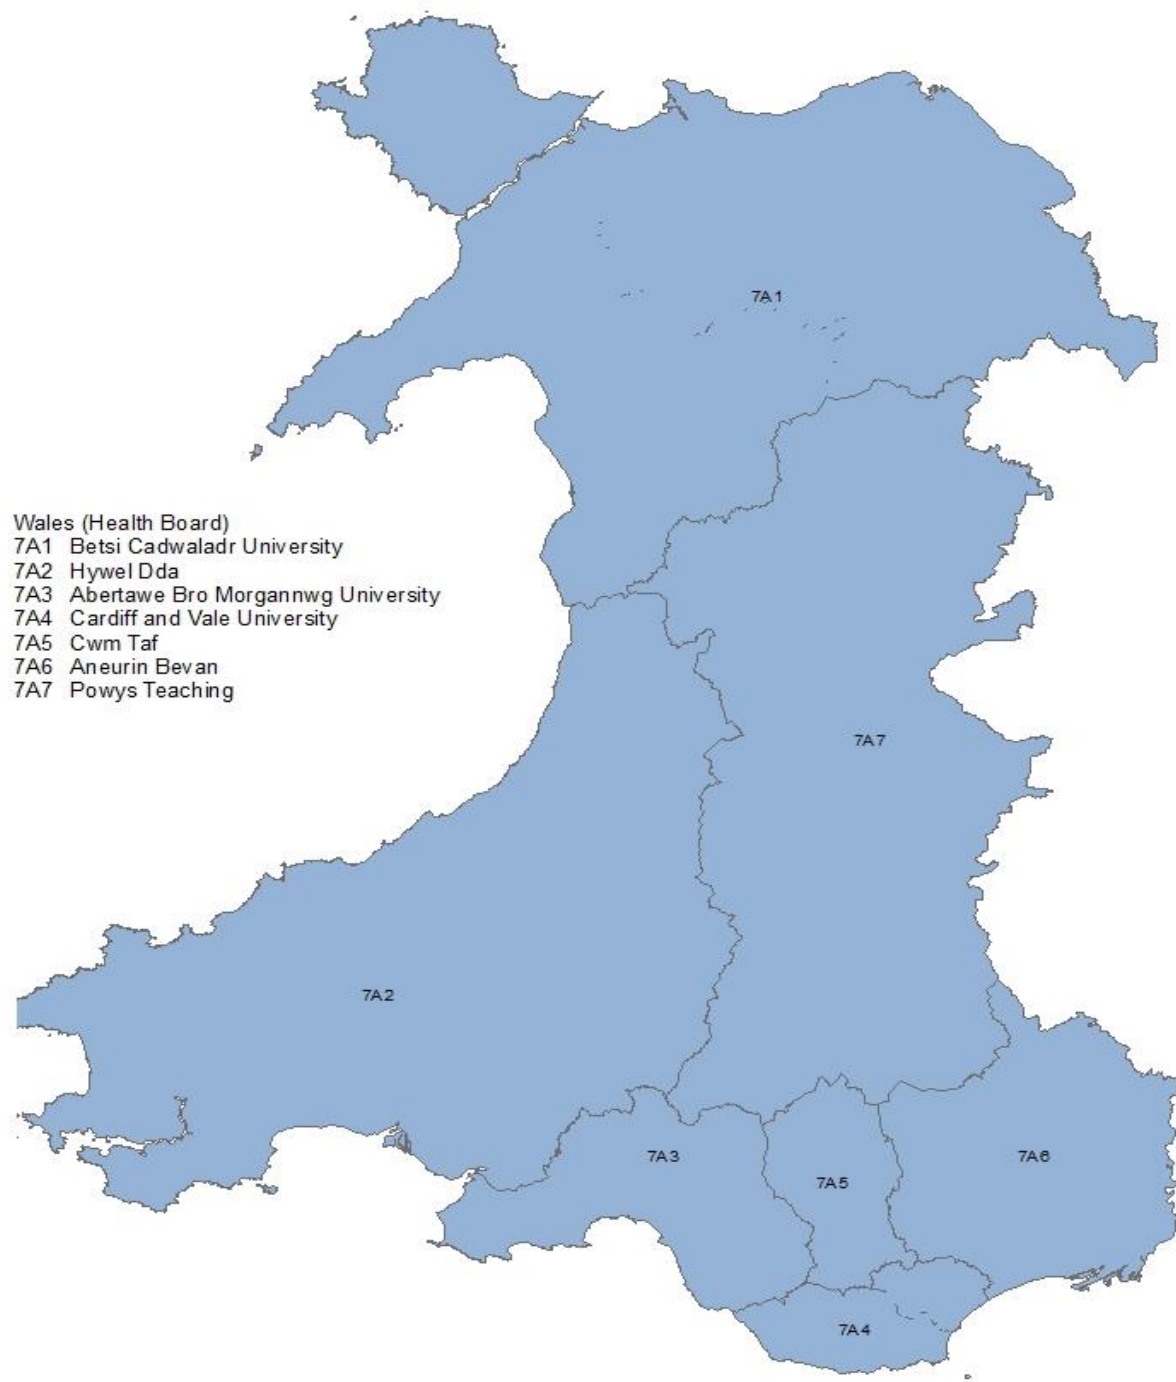 7A1
Wales (Health Board)
7A1 Betsi Cadwaladr University
7A2 Hywel Dda
7A3 Abertawe Bro Morgannwg University
7A4 Cardiff and Vale University
7A5 Cwm Taf
7A6 Aneurin Bevan
7A7 Powys Teaching
7A7
7A2
7A3
7A5
7A6
7A4